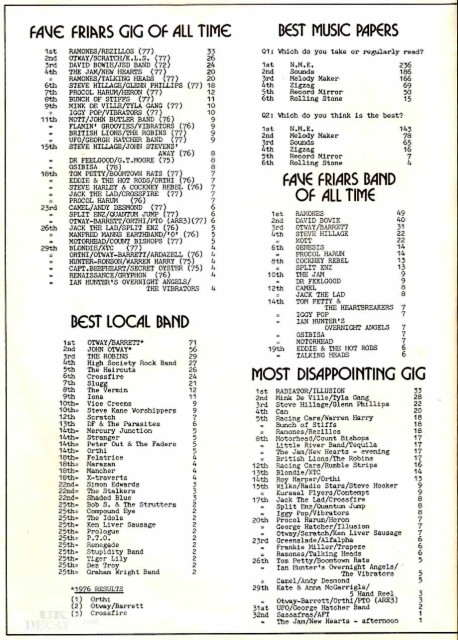 FAVE FRIARS GIG OF ALL TIME
1st RAMONES/REZILLOS (77) 33
2nd OTWAY/SCRATCH/K.L.S. (77) 26
3rd DAVID BOWIE/JSD BAND (72) 24
4th THE JAM/NEW HEARTS (77) 20
= RAMONES/TALKING HEADS (77) 20
6th STEVE HILLAGE/GLENN PHILLIPS (77) 18
7th PROCOL HARUM/HERON (77) 12
8th BUNCH OF STIFFS (77) 11
9th MINK DE VILLE/TYLA GANG (77) 10
= IGGY POP/VIBRATORS (77) 10
11th MOTT/JOHN BUTLER BAND (76) 9
= FLAMIN' GROOVIES/VIBRATORS (76) 9
= BRITISH LIONS/THE ROBINS (77) 9
= UFO/GEORGE HATCHER BAND (77) 9
15th STEVE HILLAGE/JOHN STEVENS'
AWAY (76) 8
= DR FEELGOOD/G.T.MOORE (75) 8
= OSIBISA (75) 8
18th TOM PETTY/BOOMTOWN RATS (77) 7
= EDDIE & THE HOT RODS/ORTHI (76) 7
= STEVE HARLEY & COCKNEY REBEL (76) 7
= JACK THE LAD/CROSSFIRE (77) 7
= PROCOL HARUM (76) 7
23rd CAMEL/ANDY DESMOND (77) 6
= SPLIT ENZ/QUANTUM JUMP (77) 6
= OTWAY-BARRETT/ORTHI/PTO (ARE3)(77) 6
26th JACK THE LAD/SPLIT ENZ (76) 5
= MANFRED MANNS EARTHBAND/'O' (76) 5
= MOTORHEAD/COUNT BISHOPS (77) 5
29th BLONDIE/XTC (77) 4
= ORTHI/OTWAY-BARRETT/ARDAZELL (76) 4
= HUNTER-RONSON/WARREN HARRY (75) 4
= CAPT.BEEFHEART/SECRET OYSTER (75) 4
= RENAISSANCE/GRYPHON (76) 4
= IAN HUNTER'S OVERNIGHT ANGELS/
THE VIBRATORS 4
BEST LOCAL BAND
1st OTWAY/BARRETT* 71
2nd JOHN OTWAY* 56
3rd THE ROBINS 29
4th High Society Rock Band 27
5th The Haircuts 26
6th Crossfire 24
7th Slugg 21
8th The Vermin 12
9th Iona 11
10th= Vice Creems 9
10th= Steve Kane Worshippers 9
12th Scratch 7
13th DF & The Parasites 6
14th= Mercury Junction 5
14th= Stranger 5
14th= Peter Out & The Faders 5
14th= Orthi 5
18th= Felstrice 4
18th= Marazan 4
18th= Mancher 4
18th= X-traverts 4
22nd= Simon Edwards 3
22nd= The Stalkers 3
22nd= Shaded Blue 3
25th= Bob S. & The Strutters 2
25th= Compound Eye 2
25th= The Idols 2
25th= Ken Liver Sausage 2
25th= Prologue 2
25th= P.T.O. 2
25th= Renegade 2
25th= Stupidity Band 2
25th= Tiger Lily 2
25th= Dez Troy 2
25th= Graham Wright Band 2
*1976 RESULTS
(1) Orthi
(2) Otway/Barrett
(3) Crossfire
BEST MUSIC PAPERS
Q1: Which do you take or regularly read?
1st N.M.E. 236
2nd Sounds 186
3rd Melody Maker 166
4th Zigzag 69
5th Record Mirror 50
6th Rolling Stone 15
Q2: Which do you think is the best?
1st N.M.E. 143
2nd Melody Maker 78
3rd Sounds 65
4th Zigzag 16
5th Record Mirror 7
6th Rolling Stone 4
FAVE FRIARS BAND
OF ALL TIME
1st RAMONES 49
2nd DAVID BOWIE 40
3rd OTWAY/BARRETT 31
4th STEVE HILLAGE 22
= MOTT 22
6th GENESIS 14
= PROCOL HARUM 14
8th COCKNEY REBEL 13
= SPLIT ENZ 13
10th THE JAM 9
= DR FEELGOOD 9
12th CAMEL 8
= JACK THE LAD 8
14th TOM PETTY &
THE HEARTBREAKERS 7
= IGGY POP 7
= IAN HUNTER'S
OVERNIGHT ANGELS 7
= OSIBISA 7
= MOTORHEAD 7
19th EDDIE & THE HOT RODS 6
= TALKING HEADS 6
MOST DISAPPOINTING GIG
1st RADIATOR/ILLUSION 33
2nd Mink De Ville/Tyla Gang 28
3rd Steve Hillage/Glenn Phillips 22
4th Can 20
5th Racing Cars/Warren Harry 18
= Bunch of Stiffs 18
= Ramones/Rezillos 18
8th Motorhead/Count Bishops 17
= Little River Band/Tequila 17
= The Jam/New Hearts - evening 17
= British Lions/The Robins 17
12th Racing Cars/Rumble Strips 16
13th Blondie/XTC 14
14th Roy Harper/Orthi 13
15th Kilko/Radio Stars/Steve Hooker 9
= Kursaal Flyers/Contempt 9
17th Jack The Lad/Crossfire 8
= Split Enz/Quantum Jump 8
= Iggy Pop/Vibrators 8
20th Procol Harum/Heron 7
= George Hatcher/Illusion 7
= Otway/Scratch/Ken Liver Sausage 7
23rd Greenslade/Alfalpha 6
= Frankie Miller/Trapeze 6
= Ramones/Talking Heads 6
26th Tom Petty/Boomtown Rats 5
= Ian Hunter's Overnight Angels/
The Vibrators 5
= Camel/Andy Desmond 5
29th Kate & Anne McGarrigle/
5 Hand Reel 3
= Otway-Barrett/Orthi/PTO (ARE3) 3
31st UFO/George Hatcher Band 2
32nd Sassafras/AFT 1
= The Jam/New Hearts - afternoon 1